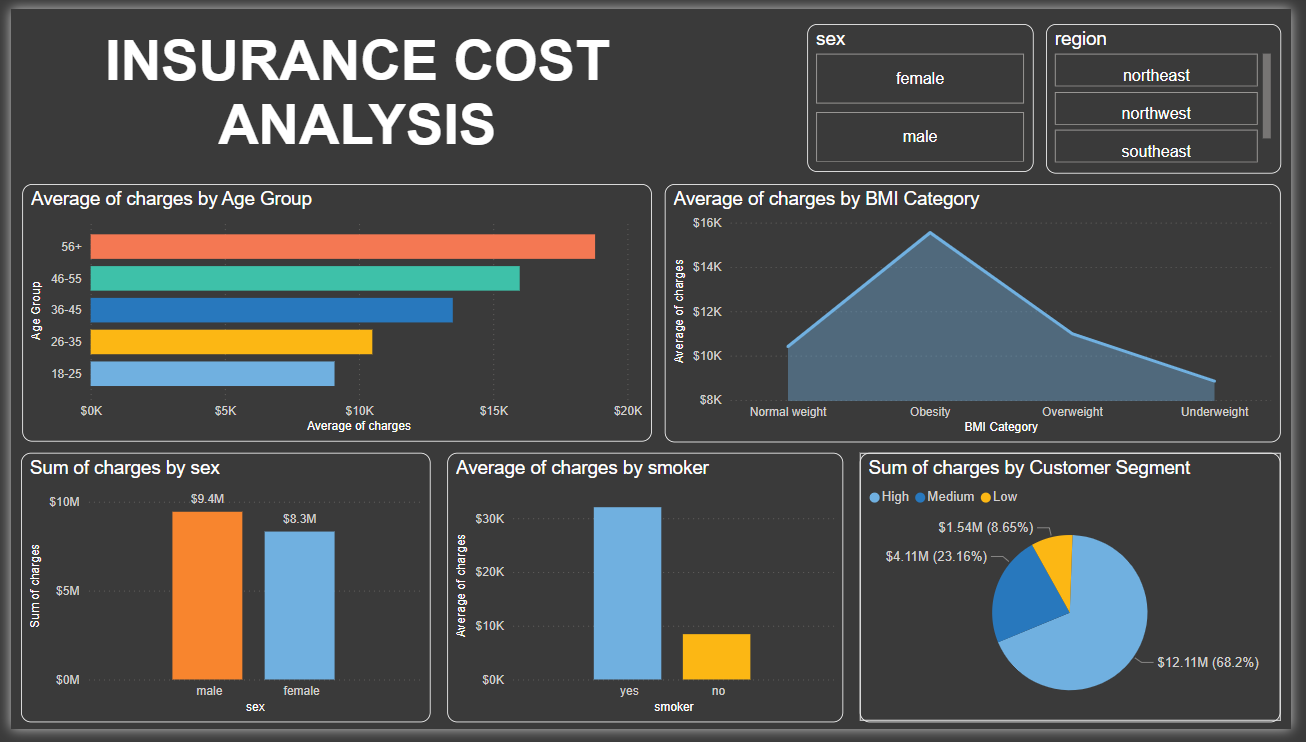 INSURANCE COST
ANALYSIS
sex
female
male
region
northeast
northwest
southeast
Average of charges by Age Group
Age Group
56+
46-55
36-45
26-35
18-25
$0K $5K $10K $15K $20K
Average of charges
Average of charges by BMI Category
Average of charges
$16K
$14K
$12K
$10K
$8K
Normal weight Obesity Overweight Underweight
BMI Category
Sum of charges by sex
Sum of charges
$10M
$5M
$0M
$9.4M
$8.3M
male female
sex
Average of charges by smoker
Average of charges
$30K
$20K
$10K
$0K
yes no
smoker
Sum of charges by Customer Segment
High Medium Low
$1.54M (8.65%)
$4.11M (23.16%)
$12.11M (68.2%)